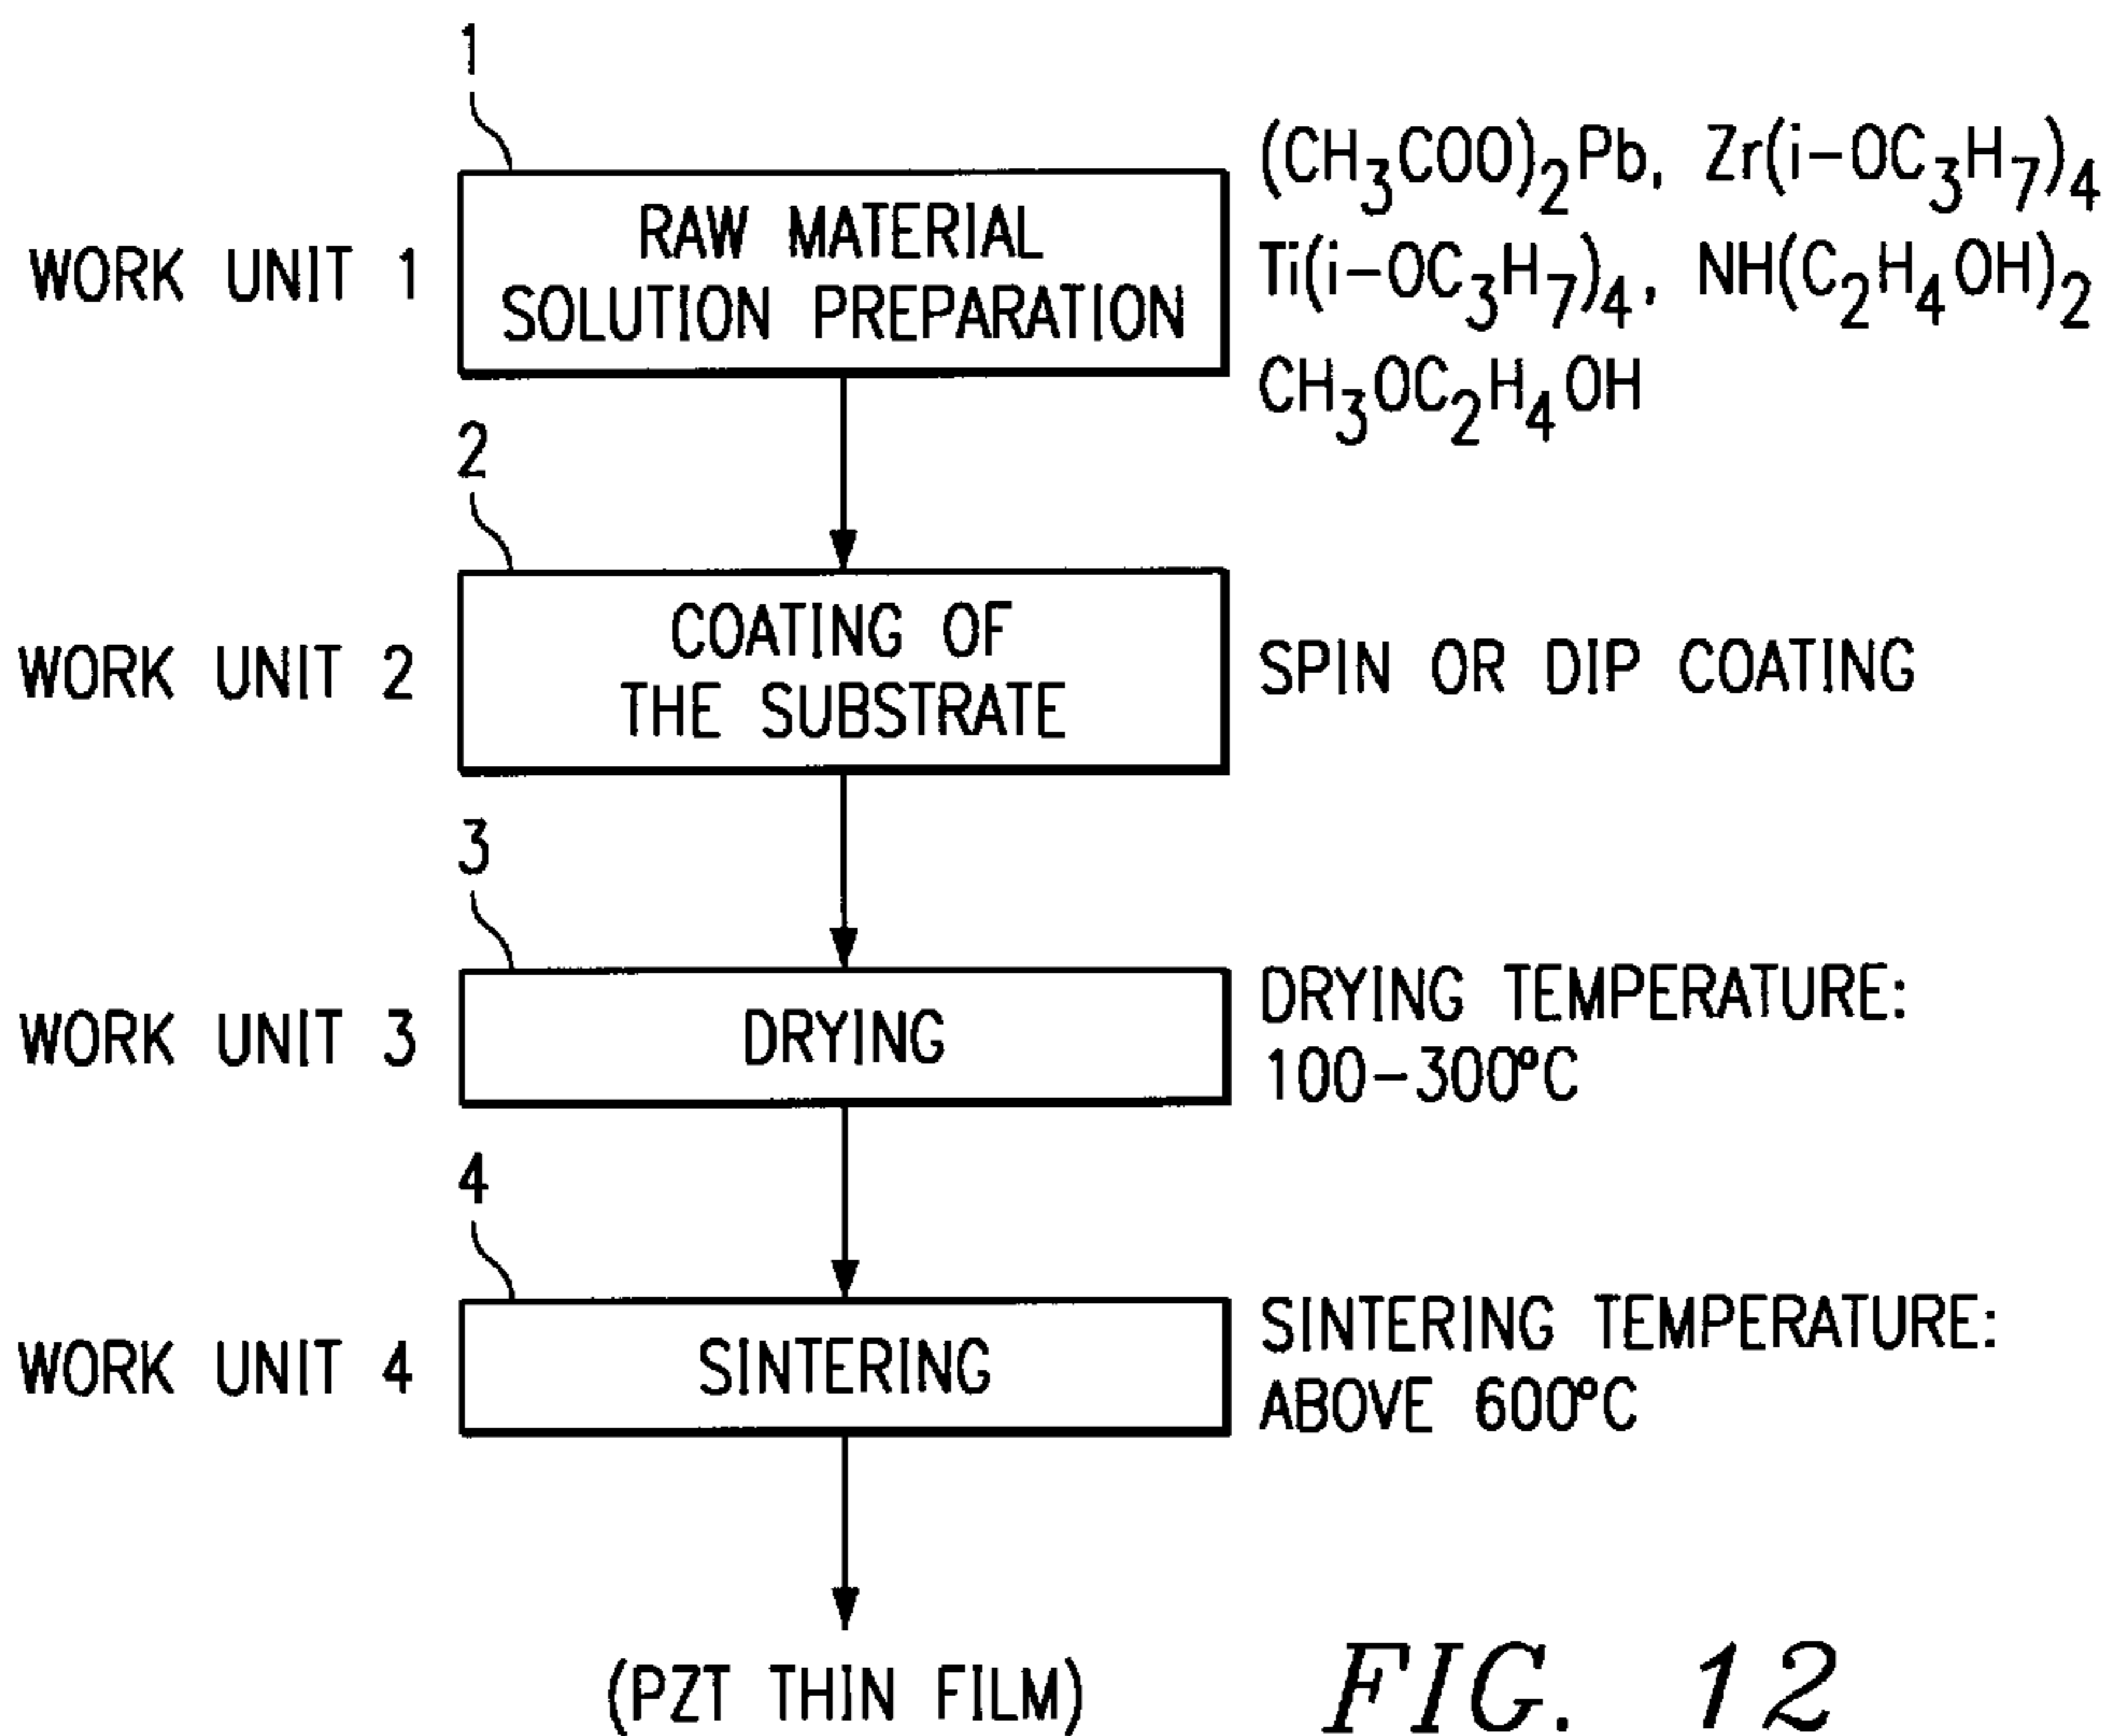 1
WORK UNIT 1
RAW MATERIAL
SOLUTION PREPARATION
(CH₃COO)₂Pb, Zr(i-OC₃H₇)₄
Ti(i-OC₃H₇)₄, NH(C₂H₄OH)₂
CH₃OC₂H₄OH
2
WORK UNIT 2
COATING OF
THE SUBSTRATE
SPIN OR DIP COATING
3
WORK UNIT 3
DRYING
DRYING TEMPERATURE:
100-300°C
4
WORK UNIT 4
SINTERING
SINTERING TEMPERATURE:
ABOVE 600°C
(PZT THIN FILM)
FIG. 12